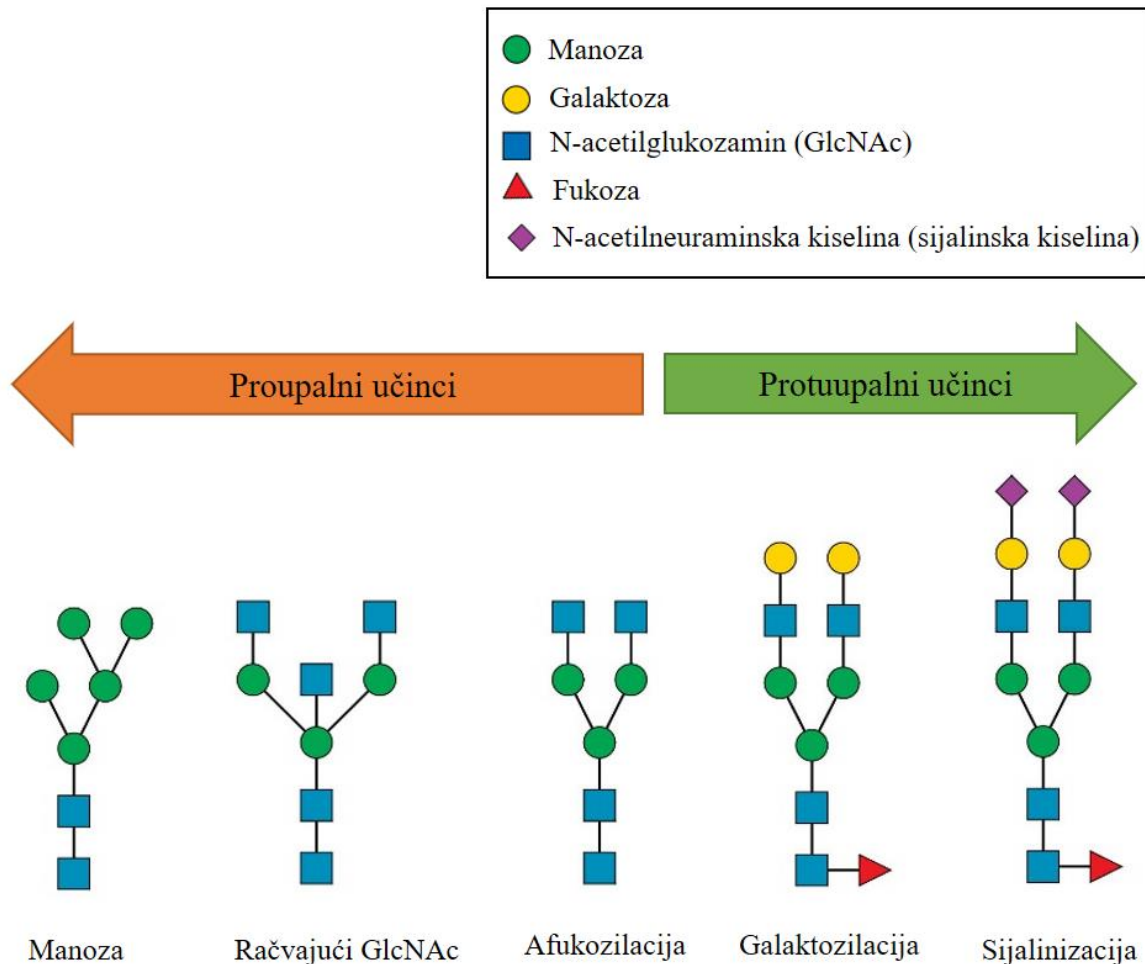 Manoza
Galaktoza
N-acetilglukozamin (GlcNAc)
Fukoza
N-acetilneuraminska kiselina (sijalinska kiselina)
Proupalni učinci
Protuupalni učinci
Manoza
Račvajući GlcNAc
Afukozilacija
Galaktozilacija
Sijalinizacija